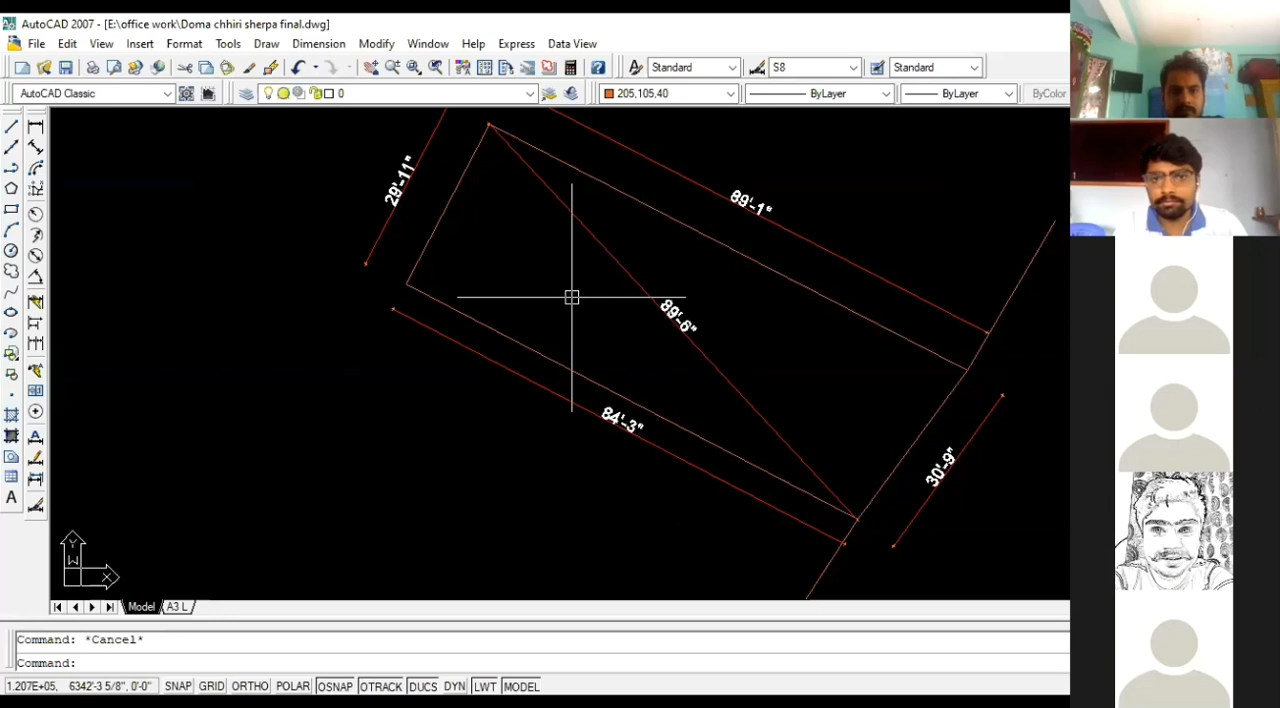 AutoCAD 2007 - [E:\office work\Doma chhiri sherpa final.dwg]
File Edit View Insert Format Tools Draw Dimension Modify Window Help Express Data View
Standard S8 Standard
AutoCAD Classic 0 205,105,40 ByLayer ByLayer ByColor
29'-11"
89'-1"
89'-6"
84'-3"
30'-9"
Y
W
X
A
Model A3 L
Command: *Cancel*
Command:
1.207E+05, 6342'-3 5/8", 0'-0" SNAP GRID ORTHO POLAR OSNAP OTRACK DUCS DYN LWT MODEL